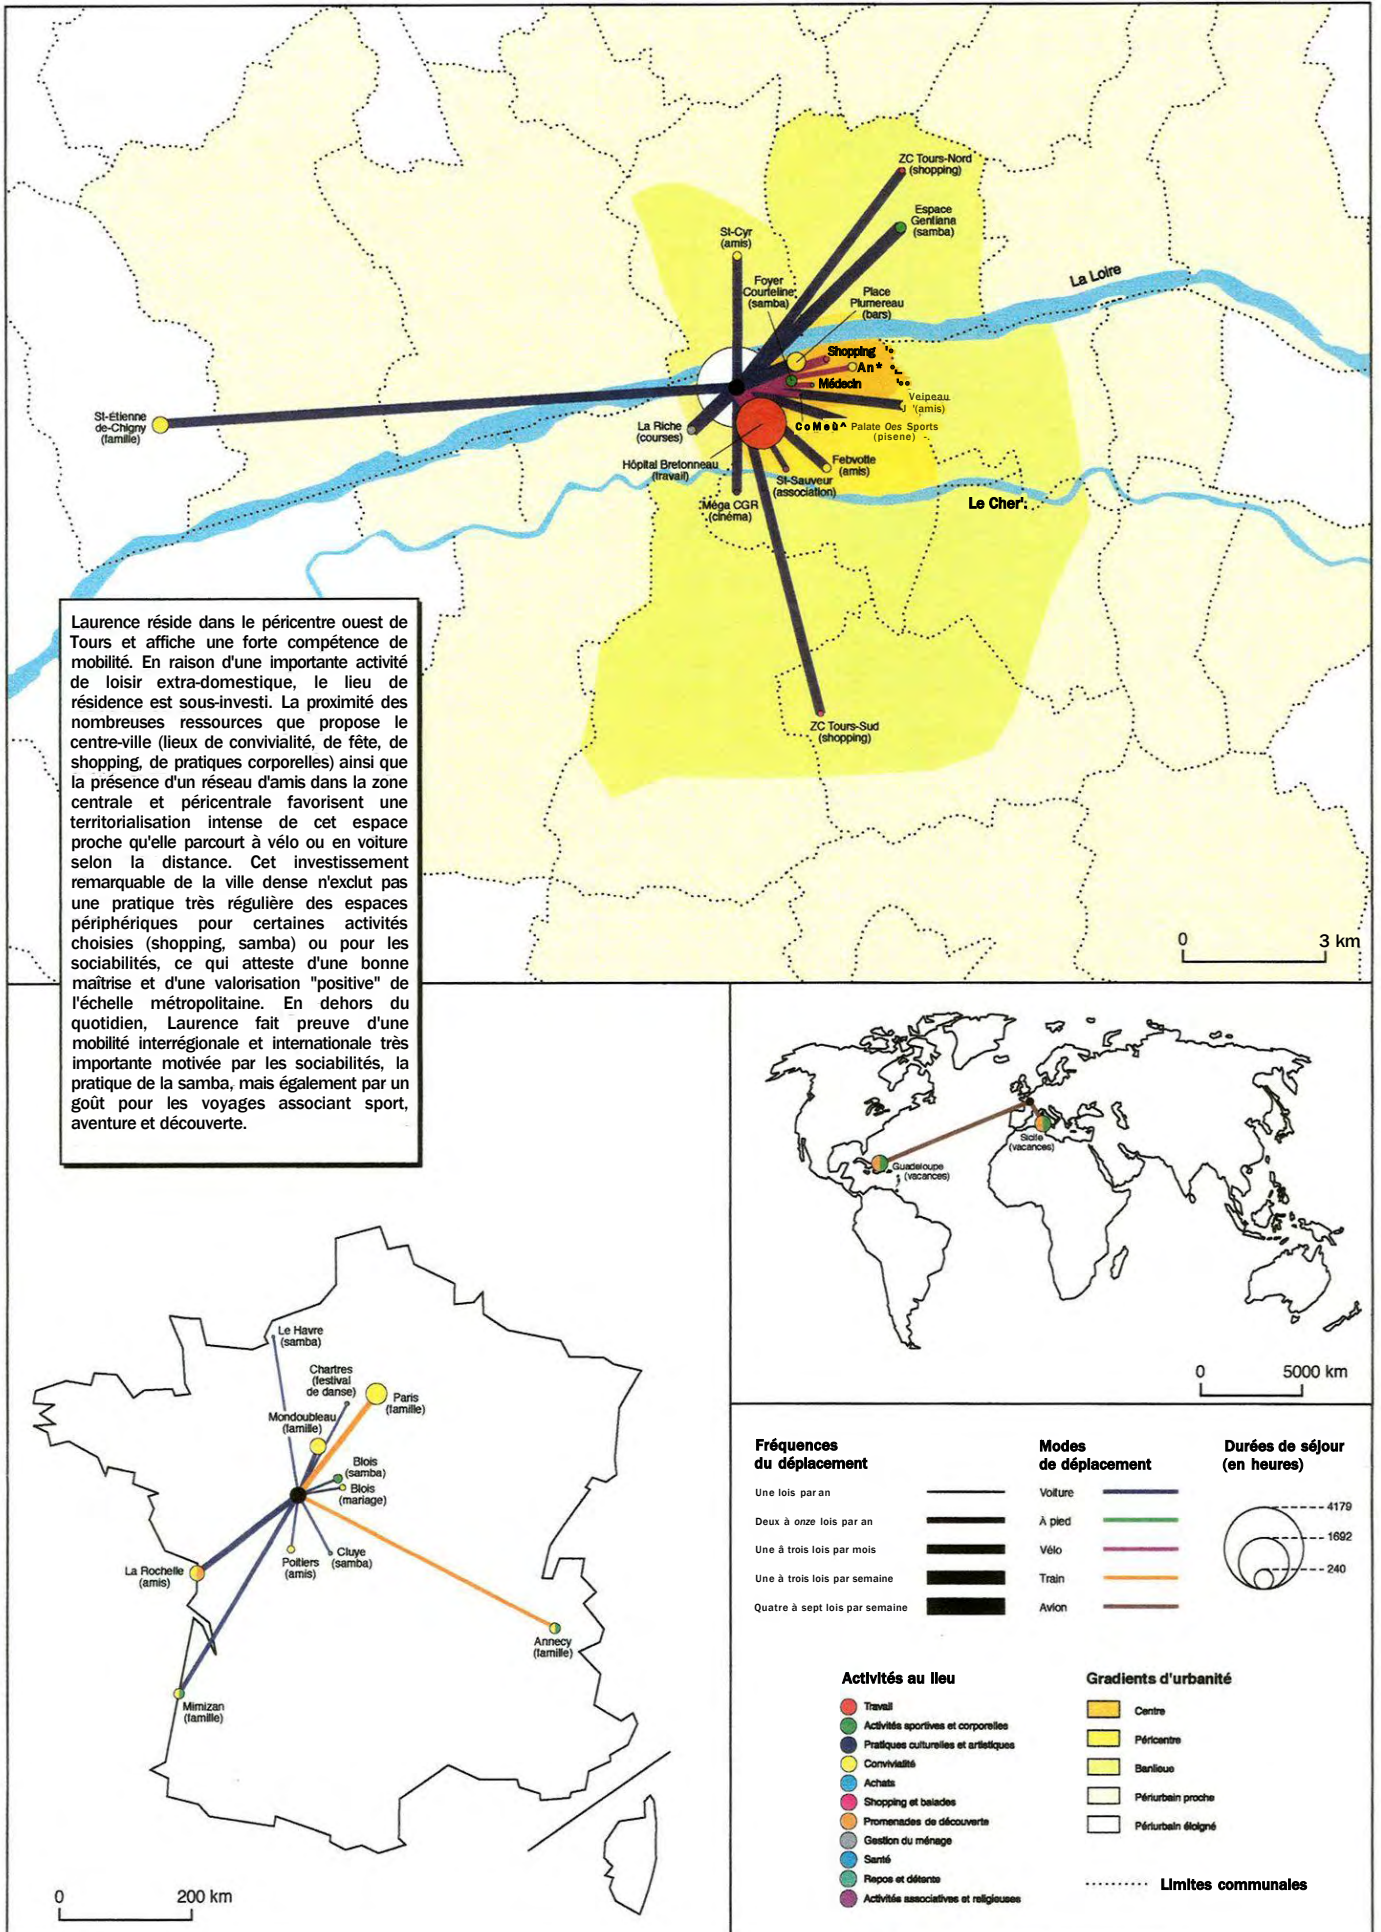 ZC Tours-Nord
(shopping)
Espace
Gentiana
(samba)
St-Cyr
(amis)
La Loire
Foyer
Courteline
(samba)
Place
Plumereau
(bars)
Shopping
An*
Médecin
St-Étienne
de-Chigny
(famille)
Veipeau
J '(amis)
La Riche
(courses)
CoMeù^ Palate Oes Sports
(pisene)
Hôpital Bretonneau
(travail)
Febvotte
(amis)
St-Sauveur
(association)
Méga CGR
(cinéma)
Le Cher':
ZC Tours-Sud
(shopping)
0 3 km
Laurence réside dans le péricentre ouest de
Tours et affiche une forte compétence de
mobilité. En raison d'une importante activité
de loisir extra-domestique, le lieu de
résidence est sous-investi. La proximité des
nombreuses ressources que propose le
centre-ville (lieux de convivialité, de fête, de
shopping, de pratiques corporelles) ainsi que
la présence d'un réseau d'amis dans la zone
centrale et péricentrale favorisent une
territorialisation intense de cet espace
proche qu'elle parcourt à vélo ou en voiture
selon la distance. Cet investissement
remarquable de la ville dense n'exclut pas
une pratique très régulière des espaces
périphériques pour certaines activités
choisies (shopping, samba) ou pour les
sociabilités, ce qui atteste d'une bonne
maîtrise et d'une valorisation "positive" de
l'échelle métropolitaine. En dehors du
quotidien, Laurence fait preuve d'une
mobilité interrégionale et internationale très
importante motivée par les sociabilités, la
pratique de la samba, mais également par un
goût pour les voyages associant sport,
aventure et découverte.
Sicile
(vacances)
Guadeloupe
(vacances)
0 5000 km
Le Havre
(samba)
Chartres
(festival
de danse)
Paris
(famille)
Mondoubleau
(famille)
Blois
(samba)
Blois
(mariage)
La Rochelle
(amis)
Poitiers
(amis)
Cluye
(samba)
Annecy
(famille)
Mimizan
(famille)
0 200 km
Fréquences
du déplacement
Une lois par an
Deux à onze lois par an
Une â trois lois par mois
Une à trois lois par semaine
Quatre à sept lois par semaine
Modes
de déplacement
Voiture
À pied
Vélo
Train
Avion
Durées de séjour
(en heures)
4179
1692
240
Activités au lieu
Travail
Activités sportives et corporelles
Pratiques culturelles et artistiques
Convivialité
Achats
Shopping et balades
Promenades de découverte
Gestion du ménage
Santé
Repos et détente
Activités associatives et religieuses
Gradients d'urbanité
Centre
Péricentre
Banlieue
Périurbain proche
Périurbain éloigné
Limites communales